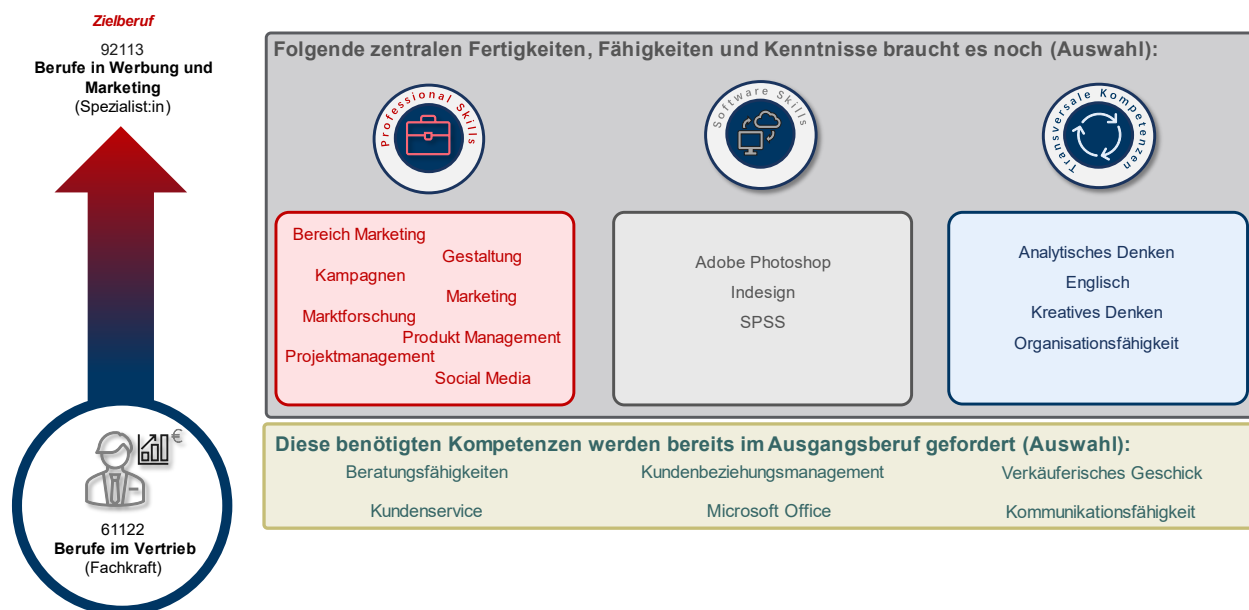 Zielberuf
92113
Berufe in Werbung und
Marketing
(Spezialist:in)
61122
Berufe im Vertrieb
(Fachkraft)
€
Folgende zentralen Fertigkeiten, Fähigkeiten und Kenntnisse braucht es noch (Auswahl):
Professional Skills
Software Skills
Transversale Kompetenzen
Bereich Marketing
Gestaltung
Kampagnen
Marketing
Marktforschung
Produkt Management
Projektmanagement
Social Media
Adobe Photoshop
Indesign
SPSS
Analytisches Denken
Englisch
Kreatives Denken
Organisationsfähigkeit
Diese benötigten Kompetenzen werden bereits im Ausgangsberuf gefordert (Auswahl):
Beratungsfähigkeiten
Kundenbeziehungsmanagement
Verkäuferisches Geschick
Kundenservice
Microsoft Office
Kommunikationsfähigkeit